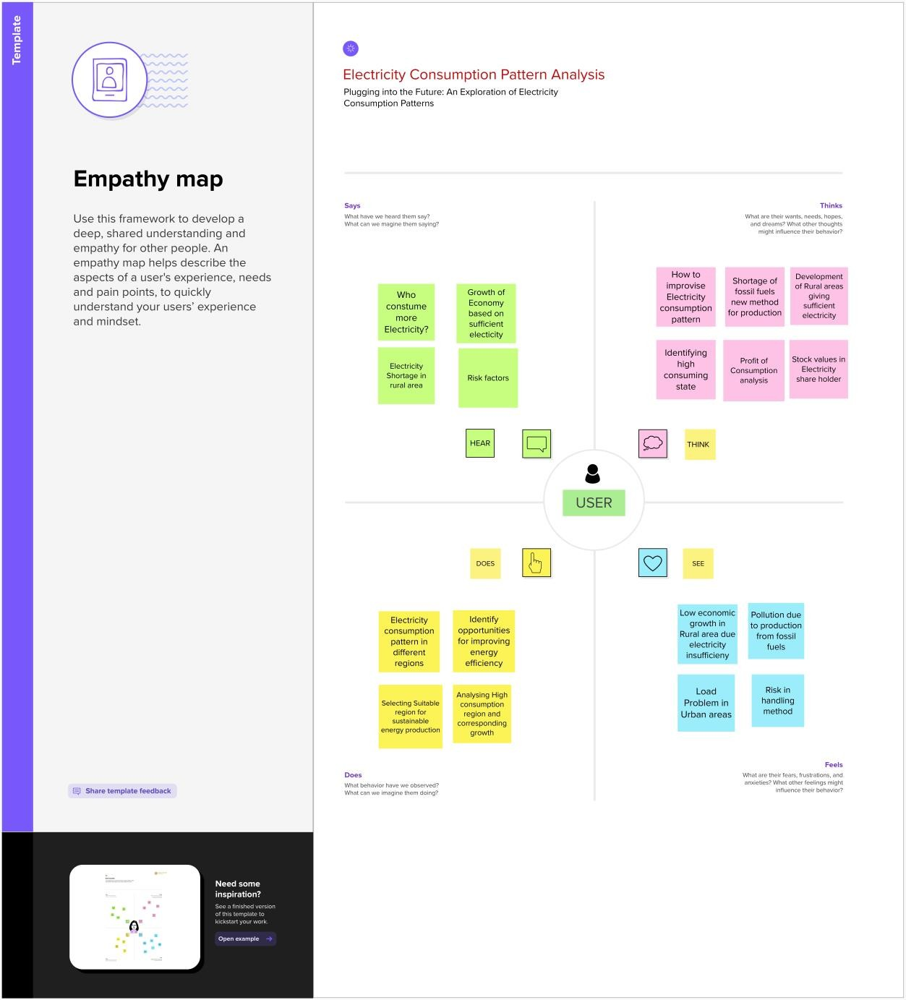 Template
Empathy map
Use this framework to develop a
deep, shared understanding and
empathy for other people. An
empathy map helps describe the
aspects of a user's experience, needs
and pain points, to quickly
understand your users’ experience
and mindset.
Share template feedback
Need some
inspiration?
See a finished version
of this template to
kickstart your work.
Open example
Electricity Consumption Pattern Analysis
Plugging into the Future: An Exploration of Electricity
Consumption Patterns
Says
What have we heard them say?
What can we magine them saying?
Thinks
What are their wants, needs, hopes,
and dreams? What other thoughts
might influence their behavior?
Who
constume
more
Electricity?
Growth of
Economy
based on
sufficient
electicity
Electricity
Shortage in
rural area
Risk factors
How to
improvise
Electricity
consumption
pattern
Shortage of
fossil fuels
new method
for production
Development
of Rural areas
giving
sufficient
electricity
Identifying
high
consuming
state
Profit of
Consumption
analysis
Stock values in
Electricity
share holder
HEAR
THINK
USER
DOES
SEE
Electricity
consumption
pattern in
different
regions
Identify
opportunities
for improving
energy
efficiency
Selecting Suitable
region for
sustainable
energy production
Analysing High
consumption
region and
corresponding
growth
Low economic
growth in
Rural area due
electricity
insufficieny
Pollution due
to production
from fossil
fuels
Load
Problem in
Urban areas
Risk in
handling
method
Does
What behavior have we observed?
What can we imagine them doing?
Feels
What are their fears, frustrations, and
anxieties? What other feelings might
influence their behavior?